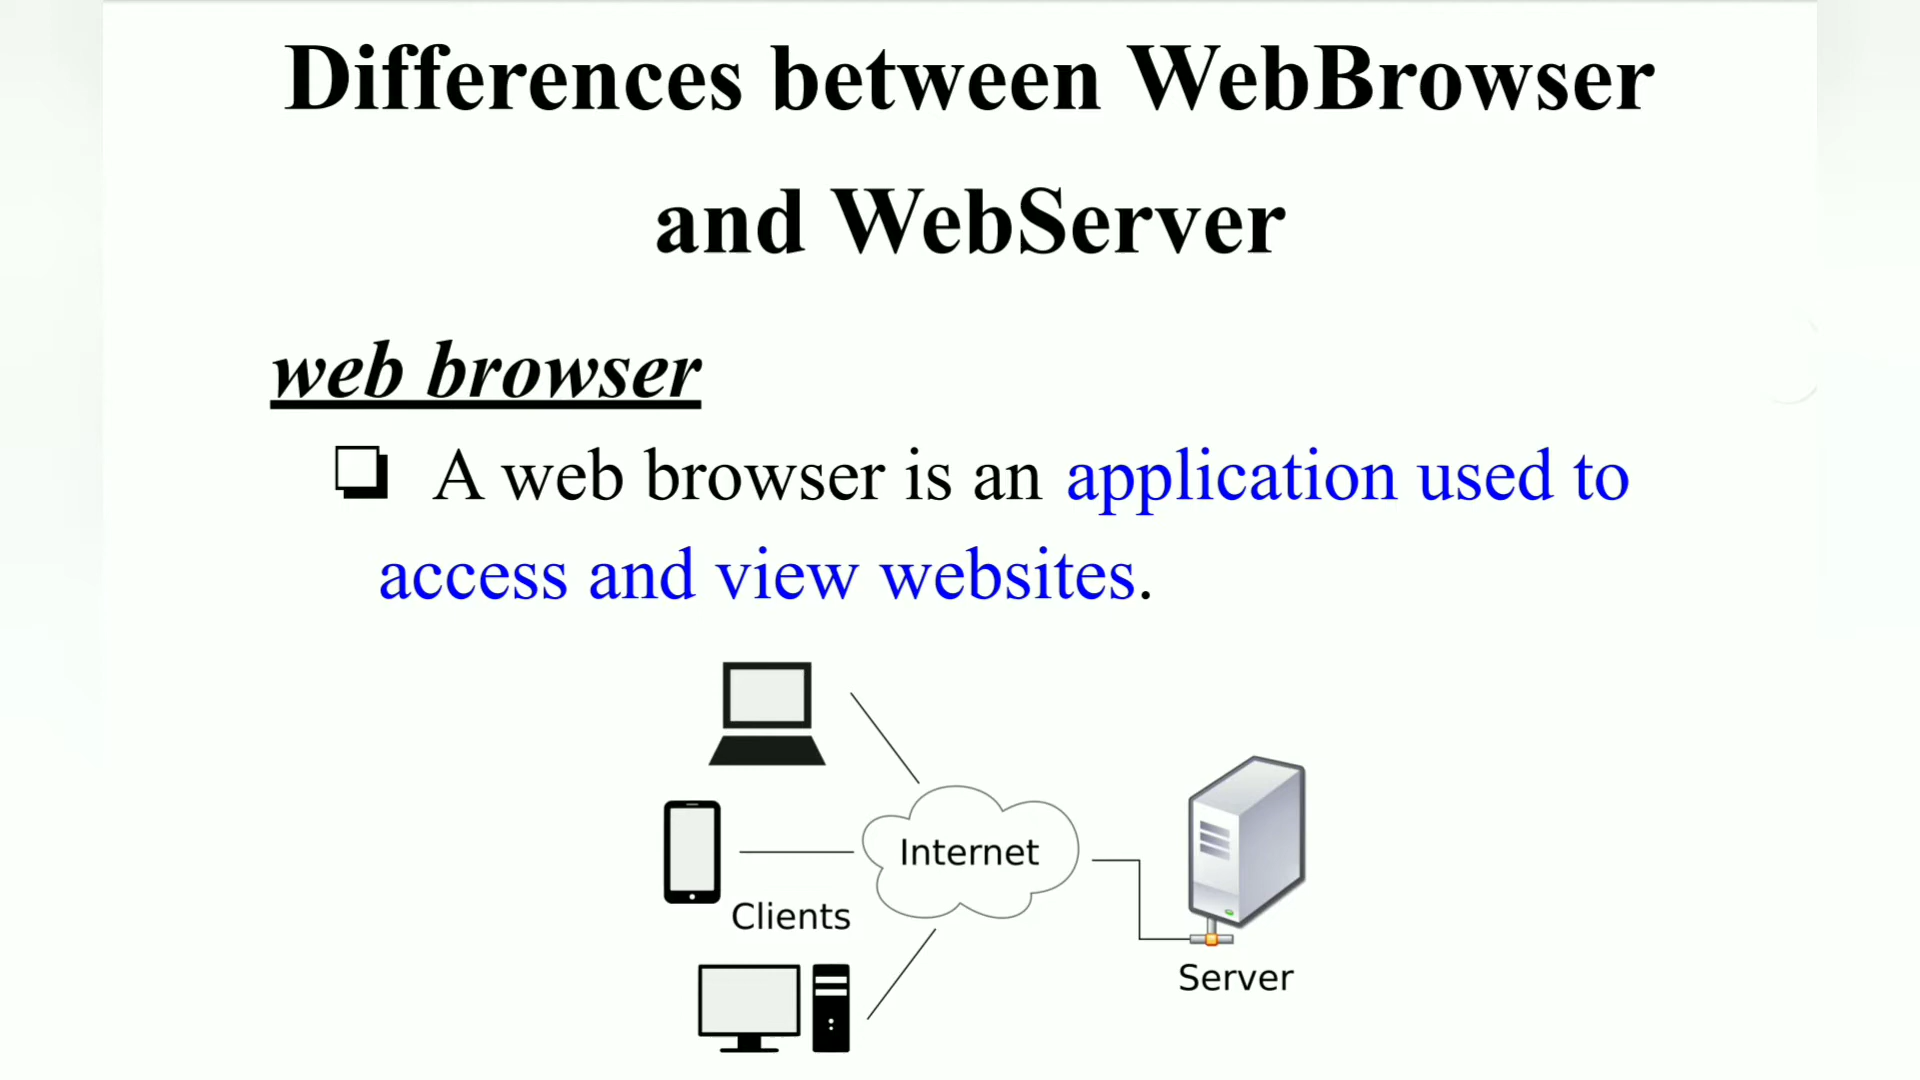 Differences between WebBrowser
and WebServer
web browser
A web browser is an application used to
access and view websites.
Internet
Clients
Server